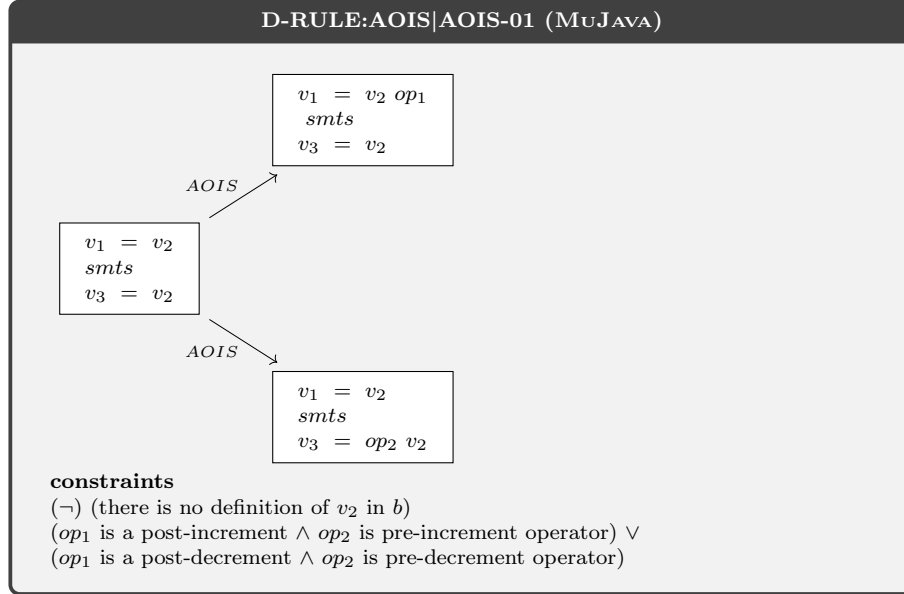 D-RULE:AOIS|AOIS-01 (MUJAVA)
v₁ = v₂ op₁
smts
v₃ = v₂
AOIS
v₁ = v₂
smts
v₃ = v₂
AOIS
v₁ = v₂
smts
v₃ = op₂ v₂
constraints
(¬) (there is no definition of v₂ in b)
(op₁ is a post-increment ∧ op₂ is pre-increment operator) ∨
(op₁ is a post-decrement ∧ op₂ is pre-decrement operator)